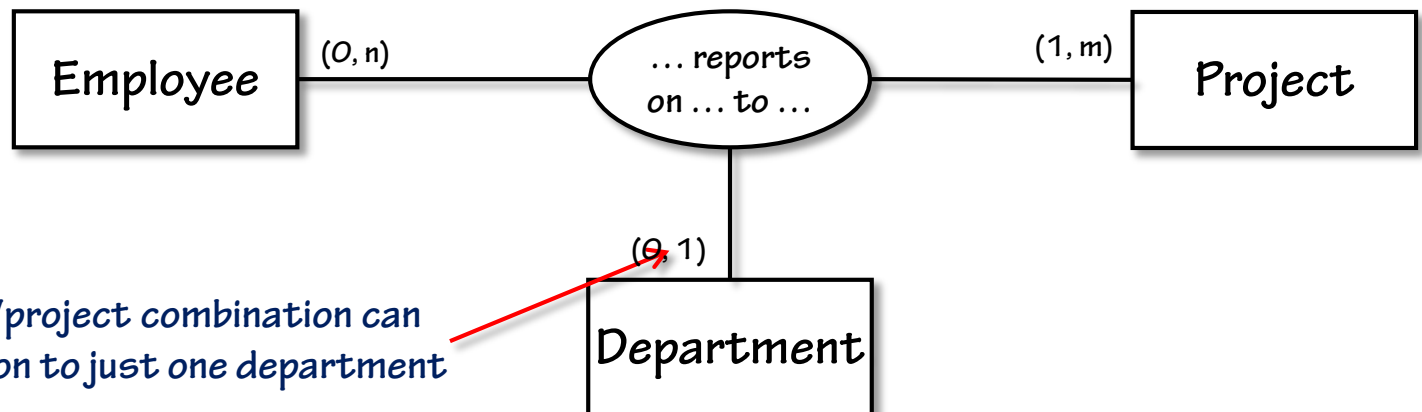 (0, n)
(1, m)
Employee
… reports
on … to …
Project
(0, 1)
/project combination can
on to just one department
Department